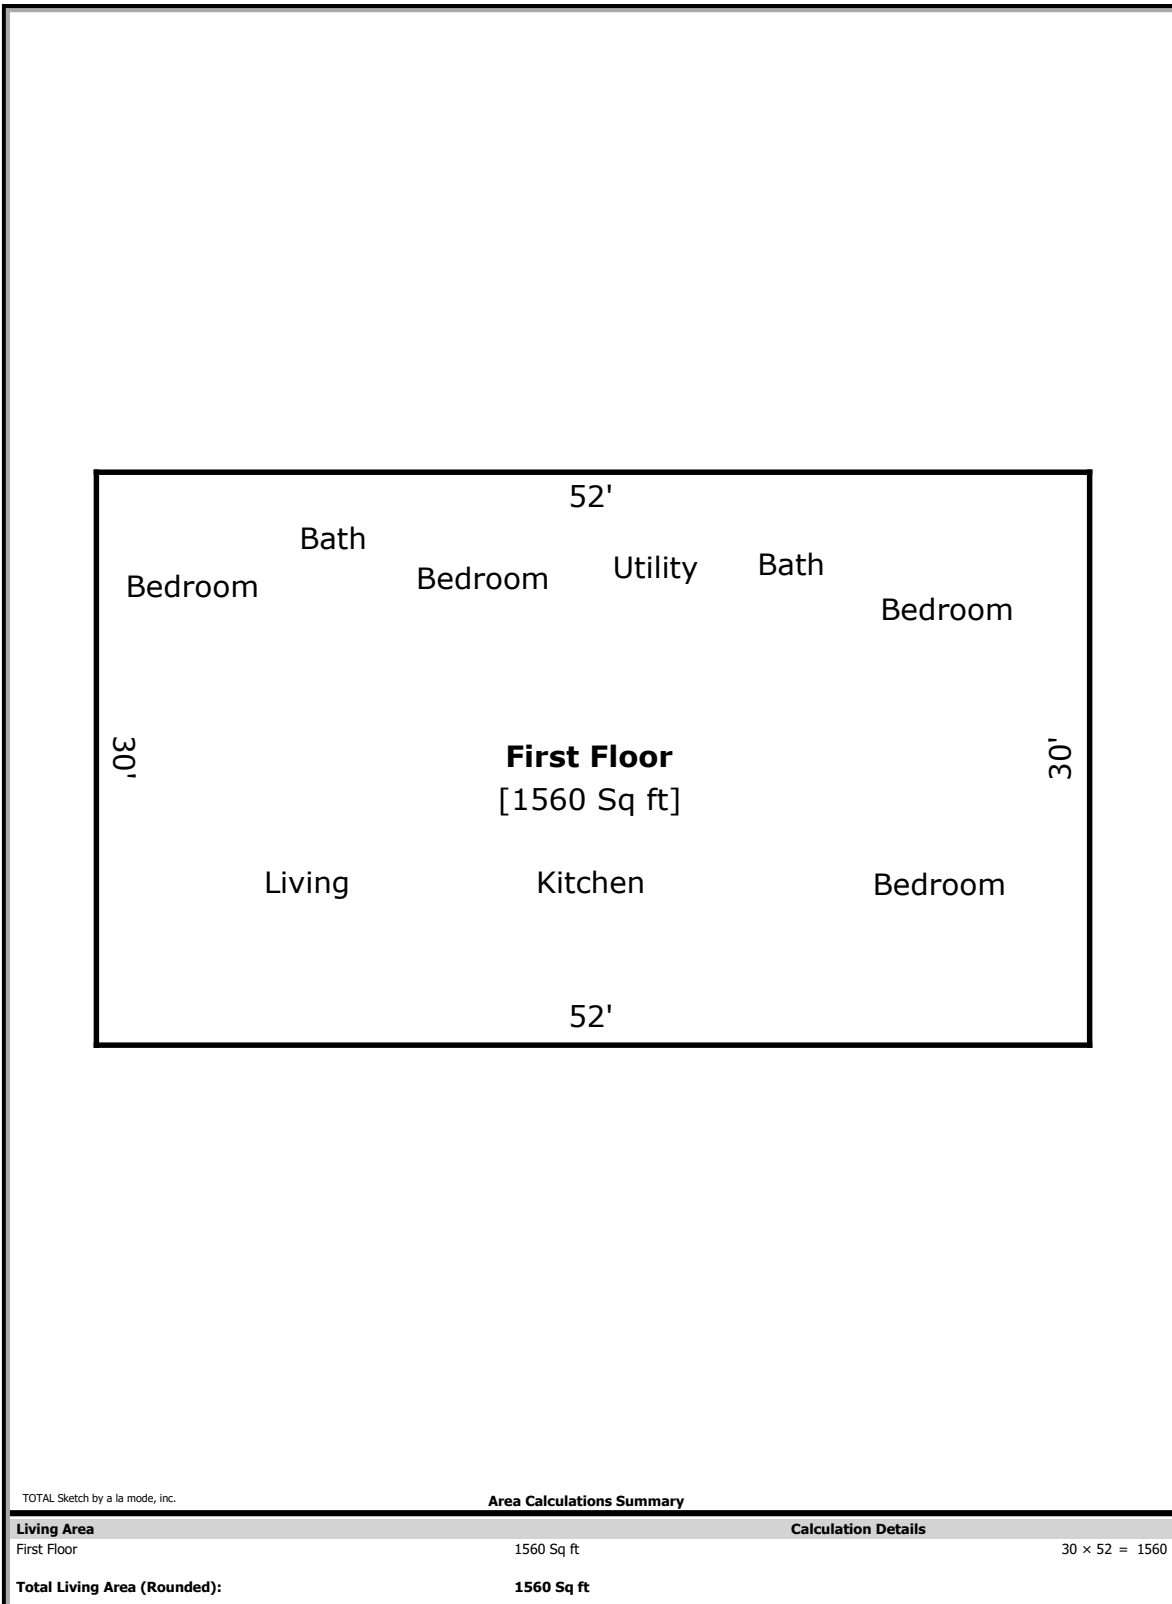 52'
Bath
Bedroom
Bedroom
Utility
Bath
Bedroom
30'
First Floor
[1560 Sq ft]
30'
Living
Kitchen
Bedroom
52'
TOTAL Sketch by a la mode, inc.
Area Calculations Summary
Living Area Calculation Details
First Floor 1560 Sq ft 30 × 52 = 1560
Total Living Area (Rounded): 1560 Sq ft